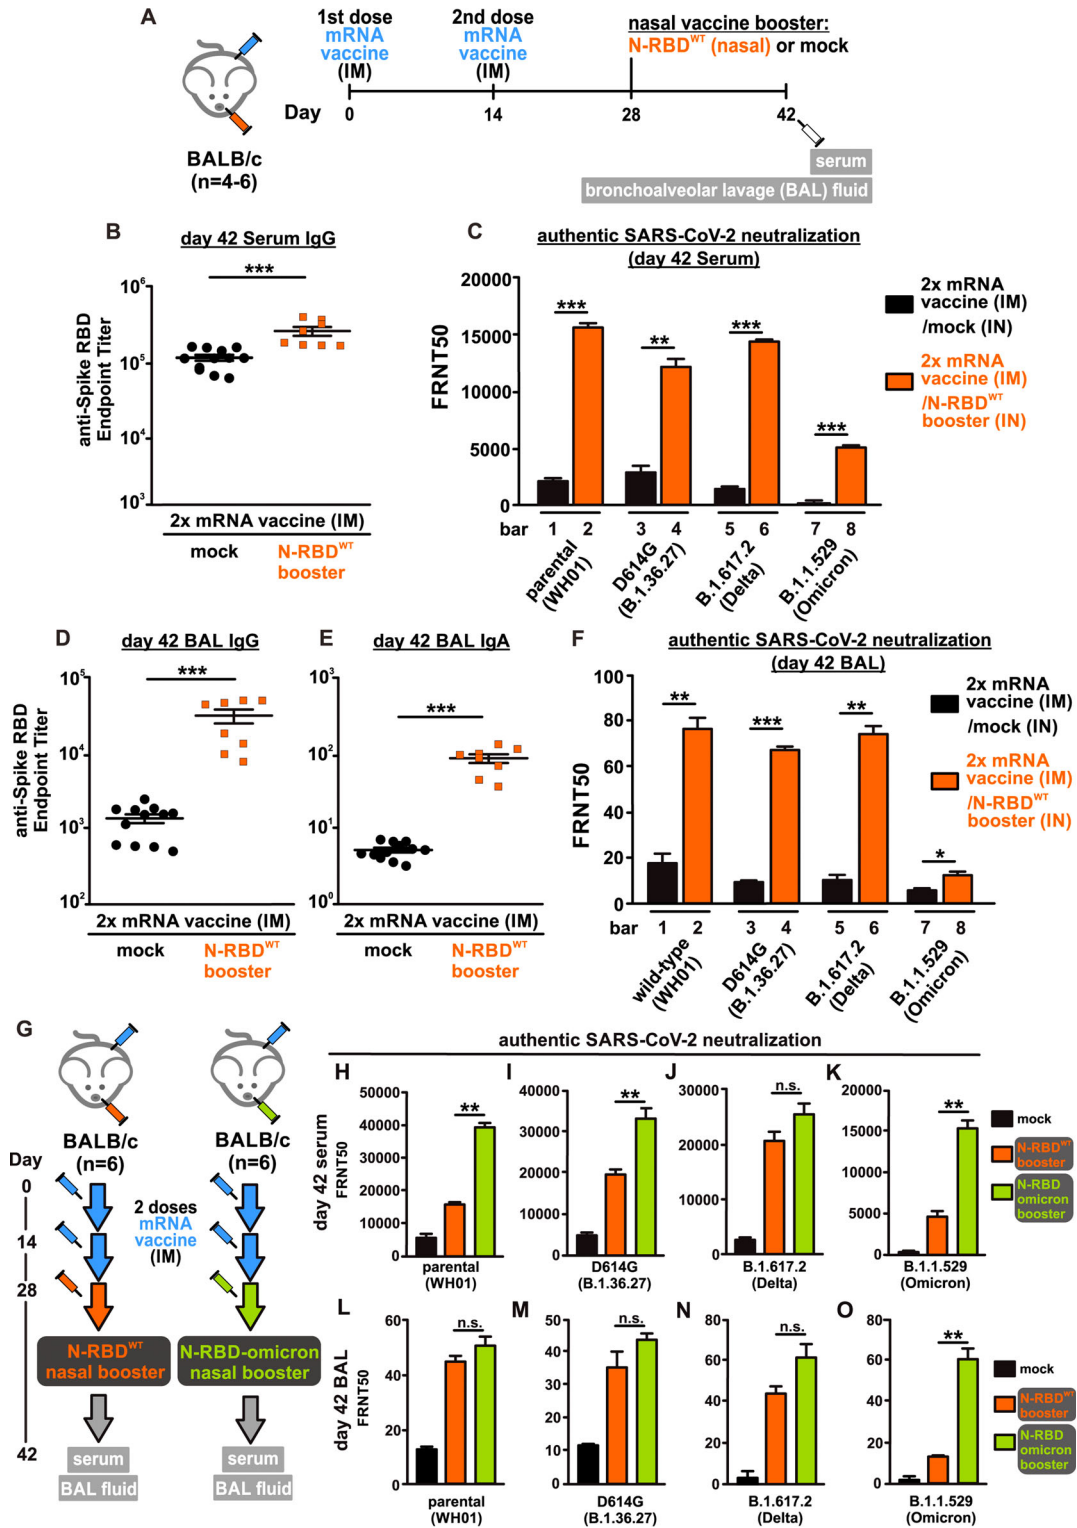 A
1st dose
mRNA
vaccine
(IM)
2nd dose
mRNA
vaccine
(IM)
nasal vaccine booster:
N-RBDWT (nasal) or mock
Day
0
14
28
42
BALB/c
(n=4-6)
serum
bronchoalveolar lavage (BAL) fluid
B
day 42 Serum IgG
***
anti-Spike RBD
Endpoint Titer
10^6
10^5
10^4
10^3
2x mRNA vaccine (IM)
mock
N-RBDWT
booster
C
authentic SARS-CoV-2 neutralization
(day 42 Serum)
FRNT50
20000
15000
10000
5000
0
***
**
***
***
bar 1 2 3 4 5 6 7 8
parental
(WH01)
D614G
(B.1.36.27)
B.1.617.2
(Delta)
B.1.1.529
(Omicron)
2x mRNA
vaccine (IM)
/mock (IN)
2x mRNA
vaccine (IM)
/N-RBDWT
booster (IN)
D
day 42 BAL IgG
***
anti-Spike RBD
Endpoint Titer
10^5
10^4
10^3
10^2
2x mRNA vaccine (IM)
mock
N-RBDWT
booster
E
day 42 BAL IgA
***
10^3
10^2
10^1
10^0
2x mRNA vaccine (IM)
mock
N-RBDWT
booster
F
authentic SARS-CoV-2 neutralization
(day 42 BAL)
FRNT50
100
80
60
40
20
0
**
***
**
*
bar 1 2 3 4 5 6 7 8
wild-type
(WH01)
D614G
(B.1.36.27)
B.1.617.2
(Delta)
B.1.1.529
(Omicron)
2x mRNA
vaccine (IM)
/mock (IN)
2x mRNA
vaccine (IM)
/N-RBDWT
booster (IN)
G
BALB/c
(n=6)
BALB/c
(n=6)
Day
0
14
28
42
2 doses
mRNA
vaccine
(IM)
N-RBDWT
nasal booster
N-RBD-omicron
nasal booster
serum
BAL fluid
serum
BAL fluid
authentic SARS-CoV-2 neutralization
day 42 serum
FRNT50
H
50000
40000
30000
20000
10000
0
**
parental
(WH01)
I
40000
30000
20000
10000
0
**
D614G
(B.1.36.27)
J
30000
20000
10000
0
n.s.
B.1.617.2
(Delta)
K
20000
15000
10000
5000
0
**
B.1.1.529
(Omicron)
mock
N-RBDWT
booster
N-RBD
omicron
booster
day 42 BAL
FRNT50
L
60
40
20
0
n.s.
parental
(WH01)
M
50
40
30
20
10
0
n.s.
D614G
(B.1.36.27)
N
80
60
40
20
0
n.s.
B.1.617.2
(Delta)
O
80
60
40
20
0
**
B.1.1.529
(Omicron)
mock
N-RBDWT
booster
N-RBD
omicron
booster